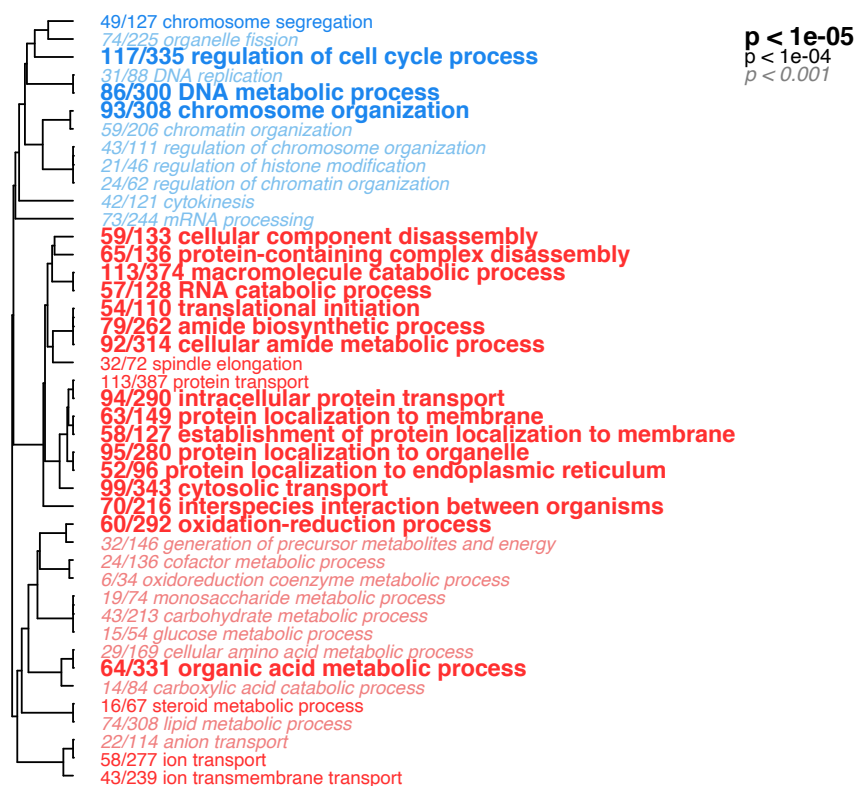 49/127 chromosome segregation
74/225 organelle fission
117/335 regulation of cell cycle process
31/88 DNA replication
86/300 DNA metabolic process
93/308 chromosome organization
59/206 chromatin organization
43/111 regulation of chromosome organization
21/46 regulation of histone modification
24/62 regulation of chromatin organization
42/121 cytokinesis
73/244 mRNA processing
59/133 cellular component disassembly
65/136 protein-containing complex disassembly
113/374 macromolecule catabolic process
57/128 RNA catabolic process
54/110 translational initiation
79/262 amide biosynthetic process
92/314 cellular amide metabolic process
32/72 spindle elongation
113/387 protein transport
94/290 intracellular protein transport
63/149 protein localization to membrane
58/127 establishment of protein localization to membrane
95/280 protein localization to organelle
52/96 protein localization to endoplasmic reticulum
99/343 cytosolic transport
70/216 interspecies interaction between organisms
60/292 oxidation-reduction process
32/146 generation of precursor metabolites and energy
24/136 cofactor metabolic process
6/34 oxidoreduction coenzyme metabolic process
19/74 monosaccharide metabolic process
43/213 carbohydrate metabolic process
15/54 glucose metabolic process
29/169 cellular amino acid metabolic process
64/331 organic acid metabolic process
14/84 carboxylic acid catabolic process
16/67 steroid metabolic process
74/308 lipid metabolic process
22/114 anion transport
58/277 ion transport
43/239 ion transmembrane transport
p < 1e-05
p < 1e-04
p < 0.001